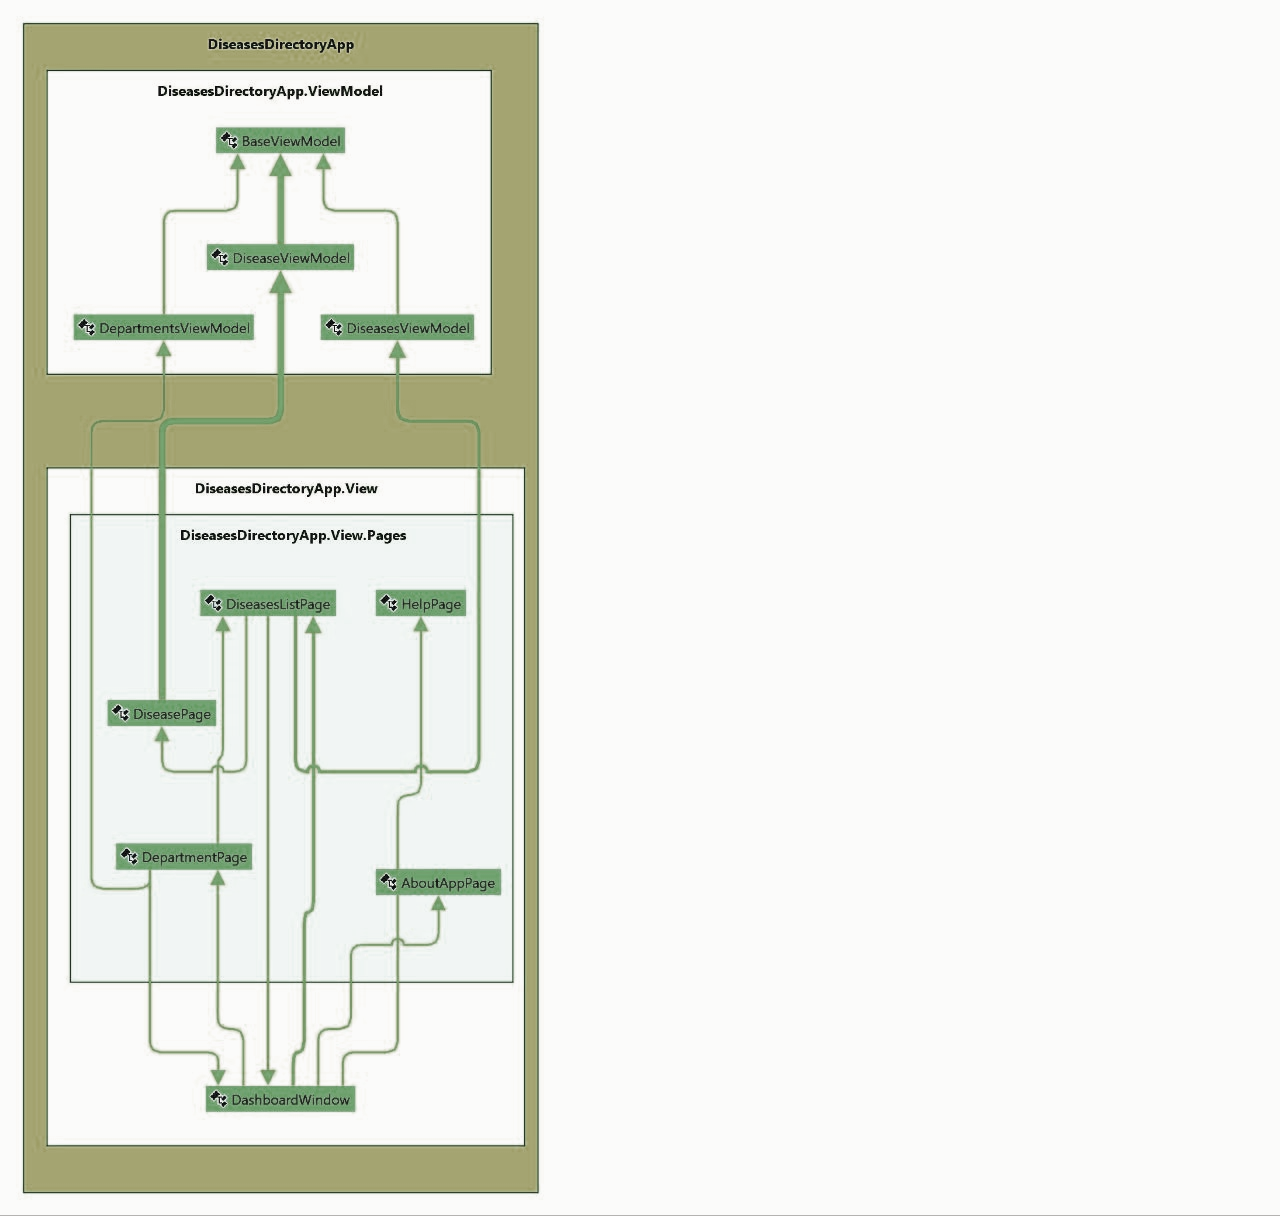 DiseasesDirectoryApp
DiseasesDirectoryApp.ViewModel
BaseViewModel
DiseaseViewModel
DepartmentsViewModel
DiseasesViewModel
DiseasesDirectoryApp.View
DiseasesDirectoryApp.View.Pages
DiseasesListPage
HelpPage
DiseasePage
DepartmentPage
AboutAppPage
DashboardWindow